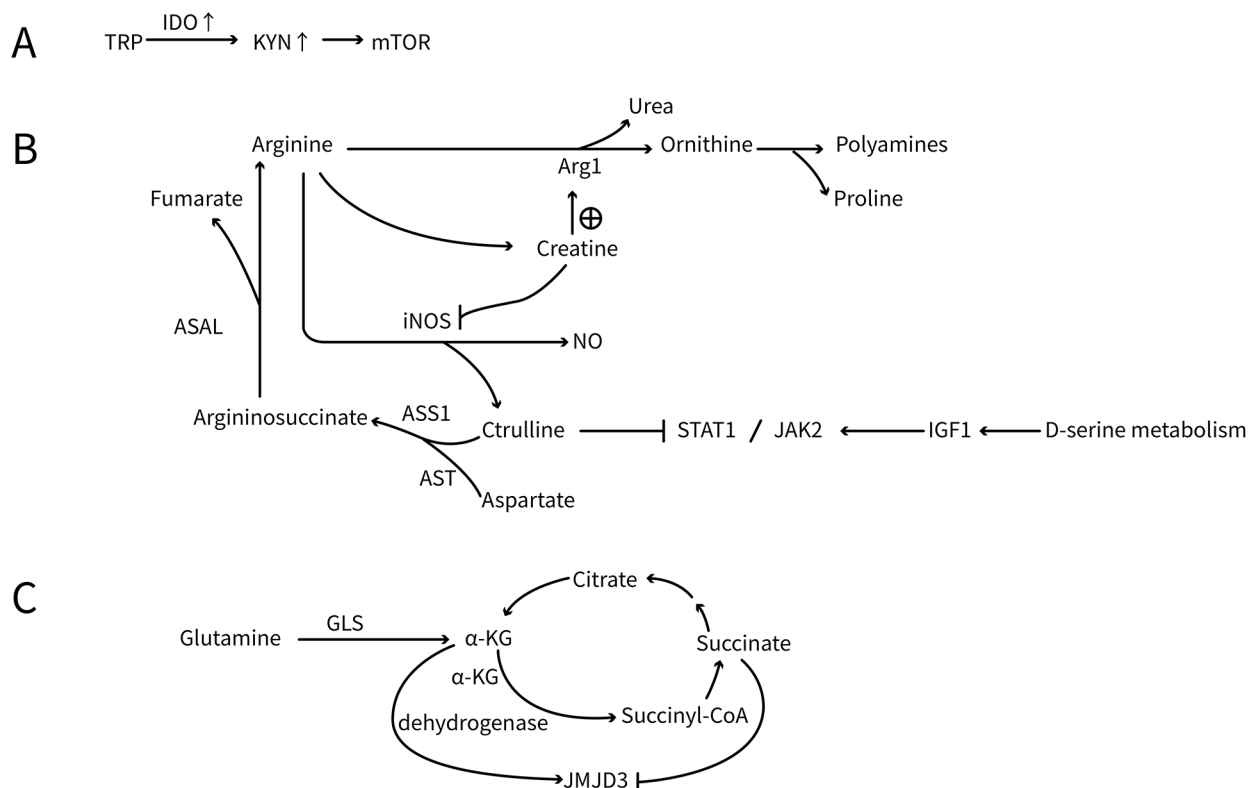 A
TRP
IDO↑
KYN↑
mTOR
B
Arginine
Urea
Arg1
Ornithine
Polyamines
Proline
Fumarate
Creatine
iNOS
NO
ASAL
Argininosuccinate
ASS1
Ctrulline
STAT1 / JAK2
IGF1
D-serine metabolism
AST
Aspartate
C
Citrate
Glutamine
GLS
α-KG
Succinate
α-KG
dehydrogenase
Succinyl-CoA
JMJD3